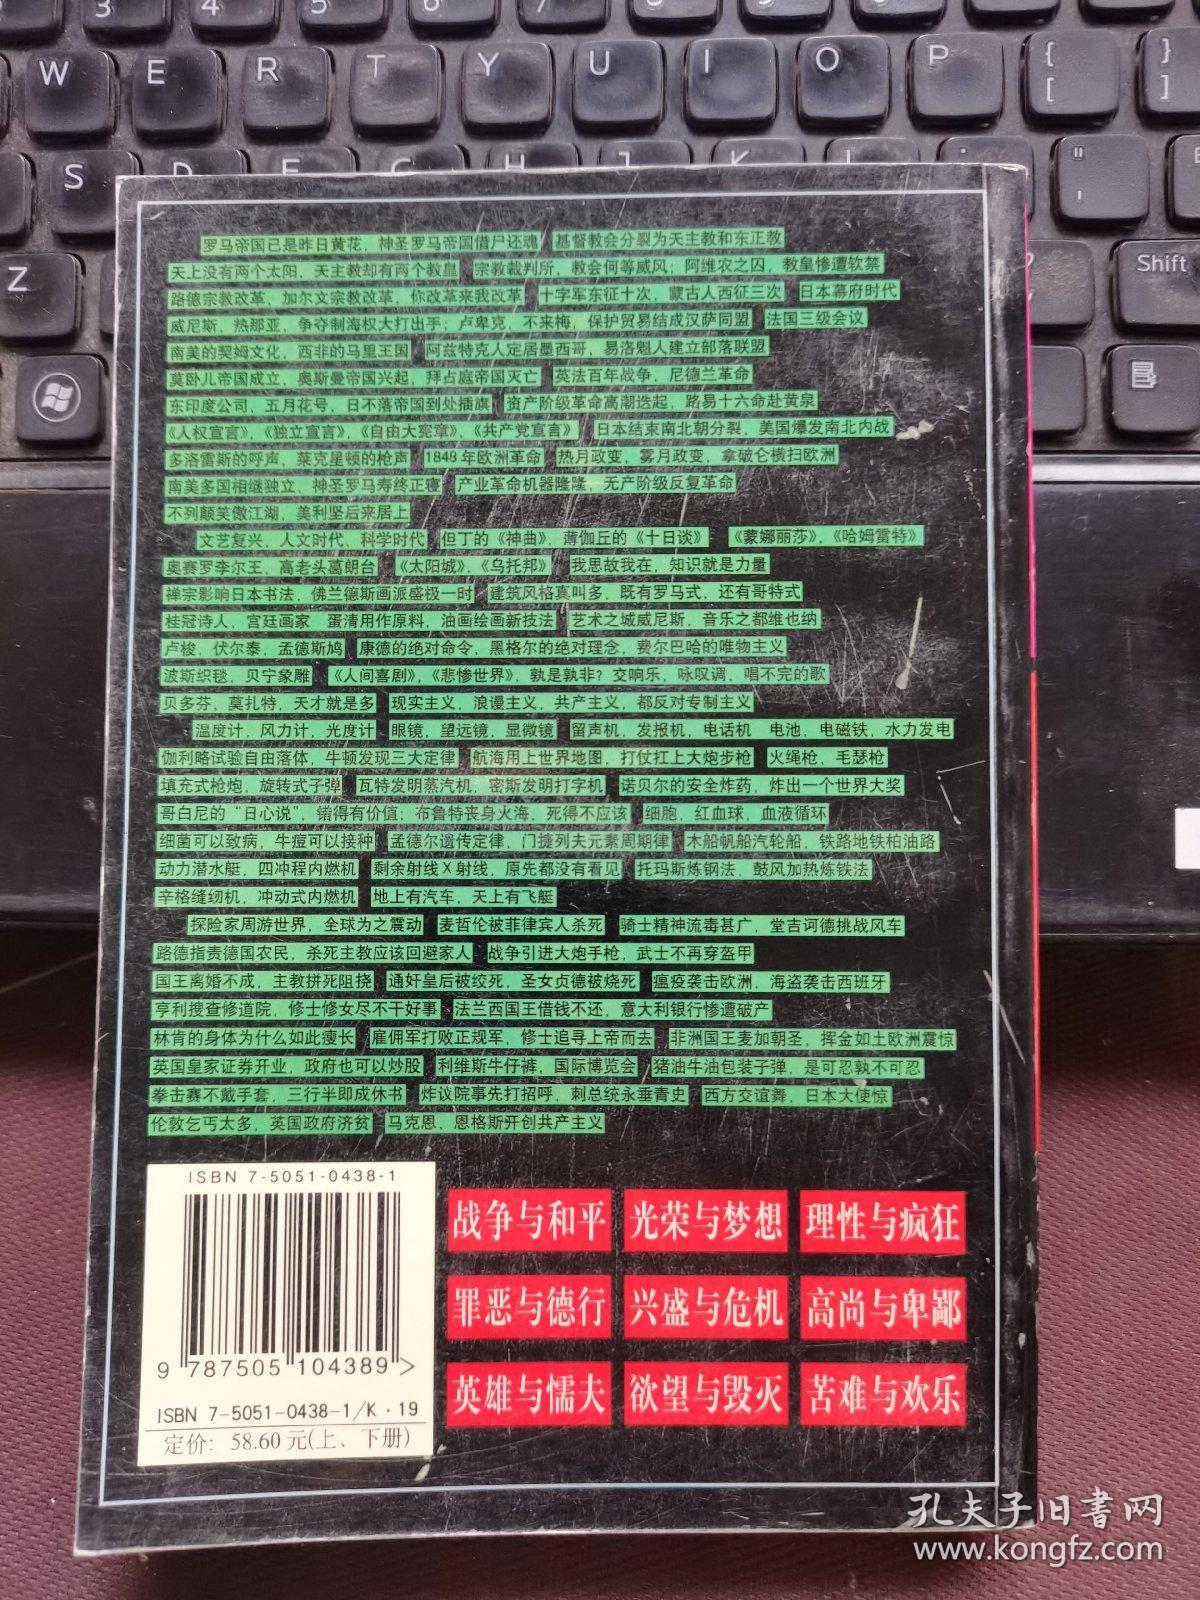 2 3 4 5 6 7 8 9 0
W E R T Y U I O P { [ } ]
S D F G H J K L : " '
Z ? Shift
罗马帝国已是昨日黄花，神圣罗马帝国借尸还魂 基督教会分裂为天主教和东正教
天上没有两个太阳，天主教却有两个教皇 宗教裁判所，教会何等威风；阿维农之囚，教皇惨遭软禁
路德宗教改革，加尔文宗教改革，你改革来我改革 十字军东征十次，蒙古人西征三次 日本幕府时代
威尼斯，热那亚，争夺制海权大打出手；卢卑克，不来梅，保护贸易结成汉萨同盟 法国三级会议
南美的契姆文化，西非的马里王国 阿兹特克人定居墨西哥，易洛魁人建立部落联盟
莫卧儿帝国成立，奥斯曼帝国兴起，拜占庭帝国灭亡 英法百年战争，尼德兰革命
东印度公司，五月花号，日不落帝国到处插旗 资产阶级革命高潮迭起，路易十六命赴黄泉
《人权宣言》，《独立宣言》，《自由大宪章》，《共产党宣言》 日本结束南北朝分裂，美国爆发南北内战
多洛雷斯的呼声，莱克星顿的枪声 1848年欧洲革命 热月政变，雾月政变，拿破仑横扫欧洲
南美多国相继独立，神圣罗马寿终正寝 产业革命机器隆隆，无产阶级反复革命
不列颠笑傲江湖，美利坚后来居上
文艺复兴，人文时代，科学时代 但丁的《神曲》，薄伽丘的《十日谈》 《蒙娜丽莎》，《哈姆雷特》
奥赛罗李尔王，高老头葛朗台 《太阳城》，《乌托邦》 我思故我在，知识就是力量
禅宗影响日本书法，佛兰德斯画派盛极一时 建筑风格真叫多，既有罗马式，还有哥特式
桂冠诗人，宫廷画家 蛋清用作原料，油画绘画新技法 艺术之城威尼斯，音乐之都维也纳
卢梭，伏尔泰，孟德斯鸠 康德的绝对命令，黑格尔的绝对理念，费尔巴哈的唯物主义
波斯织毯，贝宁象雕 《人间喜剧》，《悲惨世界》，孰是孰非？交响乐，咏叹调，唱不完的歌
贝多芬，莫扎特，天才就是多 现实主义，浪漫主义，共产主义，都反对专制主义
温度计，风力计，光度计 眼镜，望远镜，显微镜 留声机，发报机，电话机 电池，电磁铁，水力发电
伽利略试验自由落体，牛顿发现三大定律 航海用上世界地图，打仗扛上大炮步枪 火绳枪，毛瑟枪
填充式枪炮，旋转式子弹 瓦特发明蒸汽机，密斯发明打字机 诺贝尔的安全炸药，炸出一个世界大奖
哥白尼的“日心说”，错得有价值；布鲁特丧身火海，死得不应该 细胞，红血球，血液循环
细菌可以致病，牛痘可以接种 孟德尔遗传定律，门捷列夫元素周期律 木船帆船汽轮船，铁路地铁柏油路
动力潜水艇，四冲程内燃机 剩余射线X射线，原先都没有看见 托玛斯炼钢法，鼓风加热炼铁法
辛格缝纫机，冲动式内燃机 地上有汽车，天上有飞艇
探险家周游世界，全球为之震动 麦哲伦被菲律宾人杀死 骑士精神流毒甚广，堂吉诃德挑战风车
路德指责德国农民，杀死主教应该回避家人 战争引进大炮手枪，武士不再穿盔甲
国王离婚不成，主教拼死阻挠 通奸皇后被绞死，圣女贞德被烧死 瘟疫袭击欧洲，海盗袭击西班牙
亨利搜查修道院，修士修女尽不干好事 法兰西国王借钱不还，意大利银行惨遭破产
林肯的身体为什么如此瘦长 雇佣军打败正规军，修士追寻上帝而去 非洲国王麦加朝圣，挥金如土欧洲震惊
英国皇家证券开业，政府也可以炒股 利维斯牛仔裤，国际博览会 猪油牛油包装子弹，是可忍孰不可忍
拳击赛不戴手套，三行半即成休书 炸议院事先打招呼，刺总统永垂青史 西方交谊舞，日本大使惊
伦敦乞丐太多，英国政府济贫 马克思，恩格斯开创共产主义
ISBN 7-5051-0438-1
9 787505 104389 >
ISBN 7-5051-0438-1/K·19
定价：58.60元(上、下册)
战争与和平 光荣与梦想 理性与疯狂
罪恶与德行 兴盛与危机 高尚与卑鄙
英雄与懦夫 欲望与毁灭 苦难与欢乐
孔夫子旧书网
www.kongfz.com